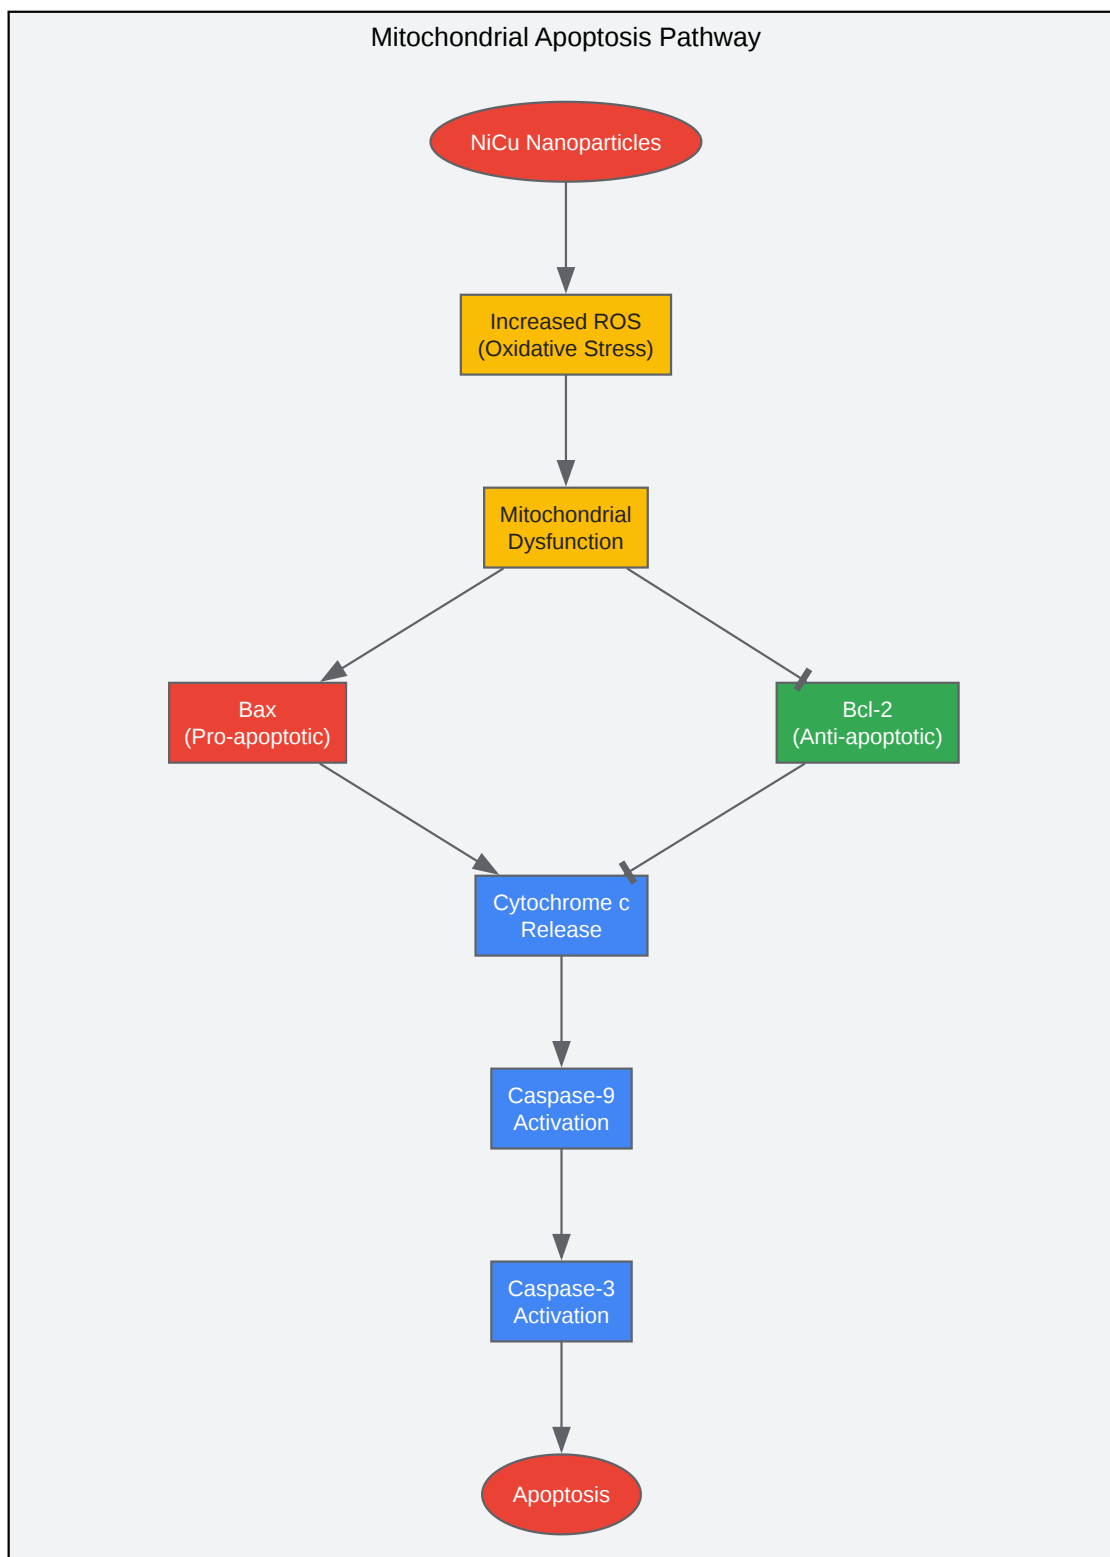 Mitochondrial Apoptosis Pathway
NiCu Nanoparticles
Increased ROS
(Oxidative Stress)
Mitochondrial
Dysfunction
Bax
(Pro-apoptotic)
Bcl-2
(Anti-apoptotic)
Cytochrome c
Release
Caspase-9
Activation
Caspase-3
Activation
Apoptosis